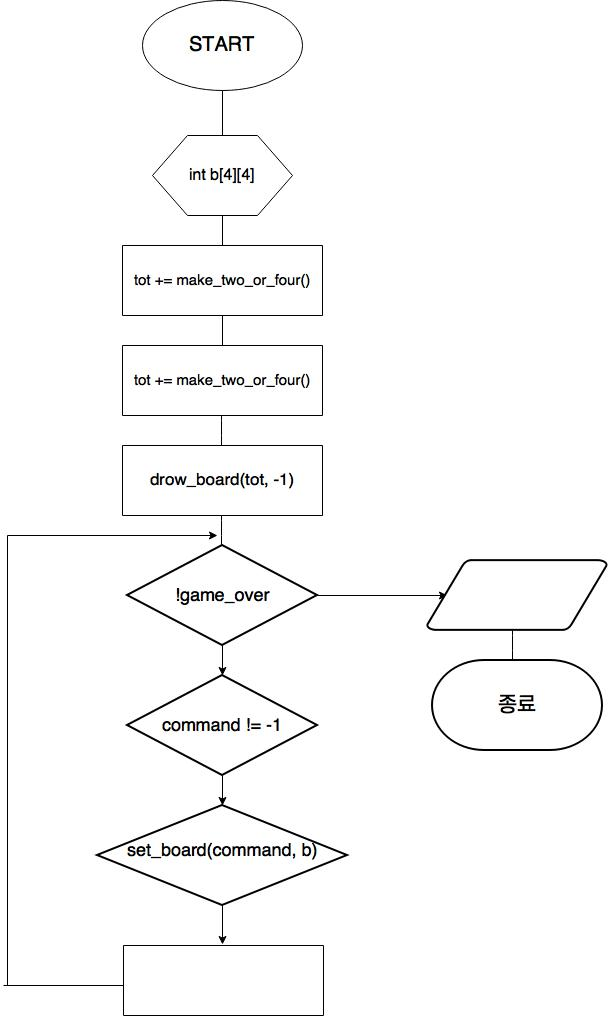 START
int b[4][4]
tot += make_two_or_four()
tot += make_two_or_four()
drow_board(tot, -1)
!game_over
command != -1
종료
set_board(command, b)